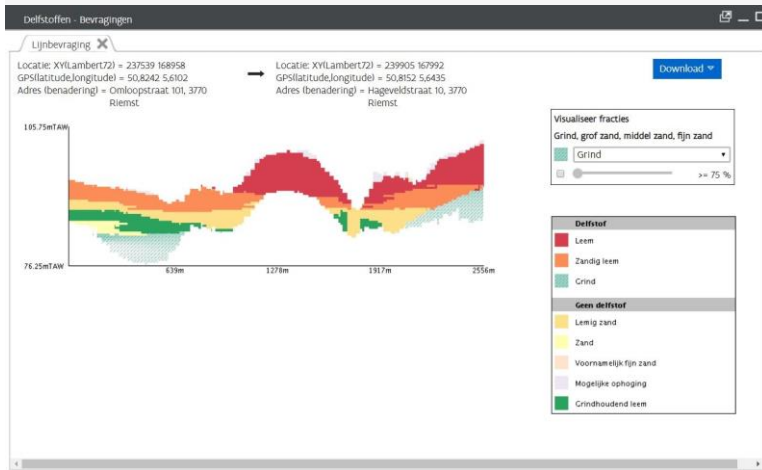 Delfstoffen - Bevragingen
Lijnbevraging
Locatie: XY(Lambert72) = 237539 168958
GPS(latitude,longitude) = 50,8242 5,6102
Adres (benadering) = Omloopstraat 101, 3770
Riemst
Locatie: XY(Lambert72) = 239905 167992
GPS(latitude,longitude) = 50,8152 5,6435
Adres (benadering) = Hageveldstraat 10, 3770
Riemst
Download
105.75mTAW
76.25mTAW
639m
1278m
1917m
2556m
Visualiseer fracties
Grind, grof zand, middel zand, fijn zand
Grind
>= 75 %
Delfstof
Leem
Zandig leem
Grind
Geen delfstof
Lemig zand
Zand
Voornamelijk fijn zand
Mogelijke ophoging
Grindhoudend leem